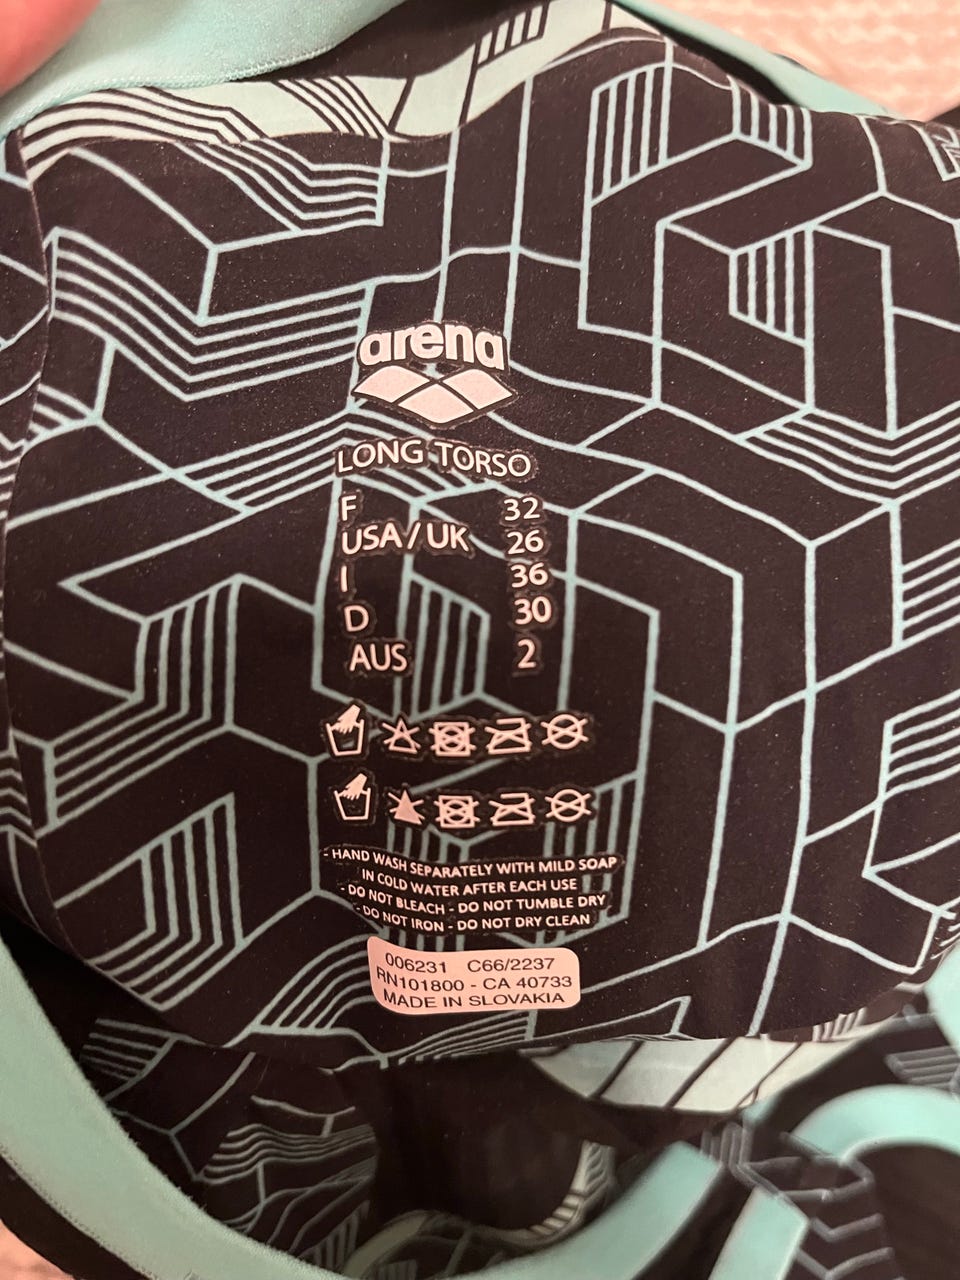 arena
LONG TORSO
F 32
USA/UK 26
I 36
D 30
AUS 2
- HAND WASH SEPARATELY WITH MILD SOAP
IN COLD WATER AFTER EACH USE
- DO NOT BLEACH - DO NOT TUMBLE DRY
- DO NOT IRON - DO NOT DRY CLEAN
006231 C66/2237
RN101800 - CA 40733
MADE IN SLOVAKIA